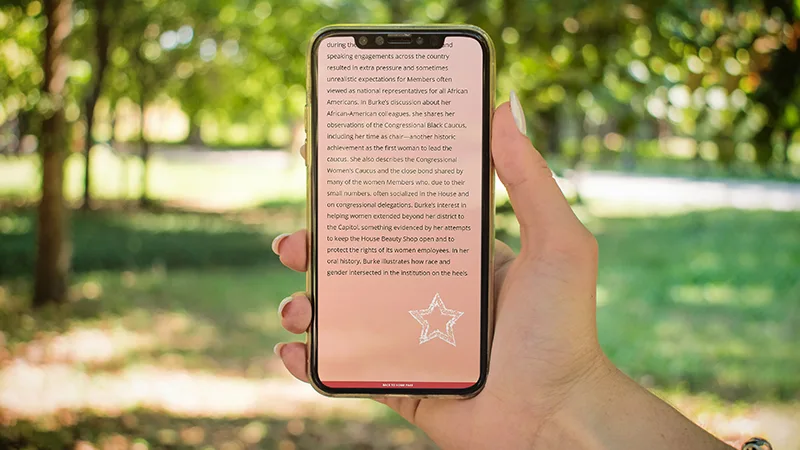 during the nd
speaking engagements across the country
resulted in extra pressure and sometimes
unrealistic expectations for Members often
viewed as national representatives for all African
Americans. In Burke's discussion about her
African-American colleagues, she shares her
observations of the Congressional Black Caucus,
including her time as chair—another historic
achievement as the first woman to lead the
caucus. She also describes the Congressional
Women's Caucus and the close bond shared by
many of the women Members who, due to their
small numbers, often socialized in the House and
on congressional delegations. Burke's interest in
helping women extended beyond her district to
the Capitol, something evidenced by her attempts
to keep the House Beauty Shop open and to
protect the rights of its women employees. In her
oral history, Burke illustrates how race and
gender intersected in the institution on the heels